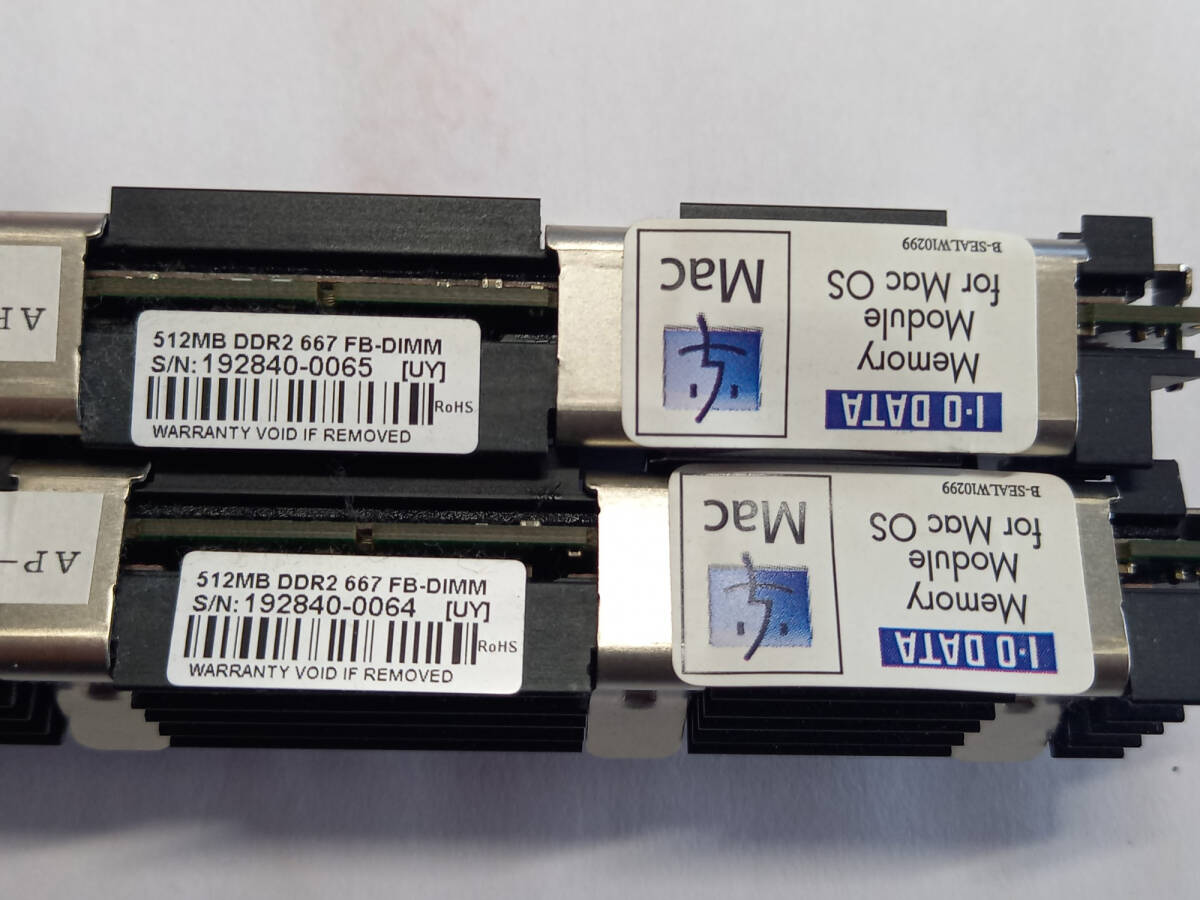 AP
512MB DDR2 667 FB-DIMM
S/N: 192840-0065 [UY]
RoHS
WARRANTY VOID IF REMOVED
Mac
I·O DATA
Memory
Module
for Mac OS
B-SEALW10299
AP-
512MB DDR2 667 FB-DIMM
S/N: 192840-0064 [UY]
RoHS
WARRANTY VOID IF REMOVED
Mac
I·O DATA
Memory
Module
for Mac OS
B-SEALW10299